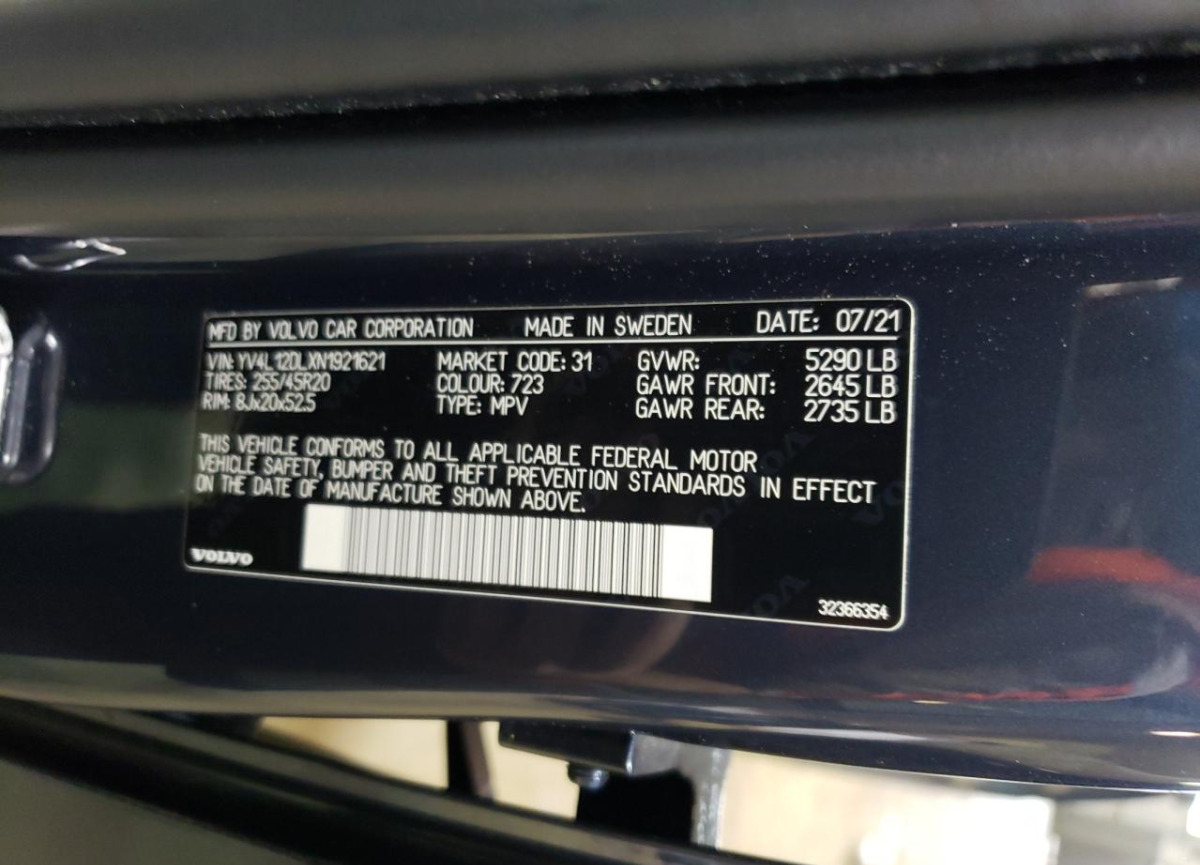 MFD BY VOLVO CAR CORPORATION MADE IN SWEDEN DATE: 07/21
VIN: YV4L12DLXN1921621 MARKET CODE: 31 GVWR: 5290 LB
TIRES: 255/45R20 COLOUR: 723 GAWR FRONT: 2645 LB
RIM: 8Jx20x52.5 TYPE: MPV GAWR REAR: 2735 LB
THIS VEHICLE CONFORMS TO ALL APPLICABLE FEDERAL MOTOR
VEHICLE SAFETY, BUMPER AND THEFT PREVENTION STANDARDS IN EFFECT
ON THE DATE OF MANUFACTURE SHOWN ABOVE.
VOLVO
32366354